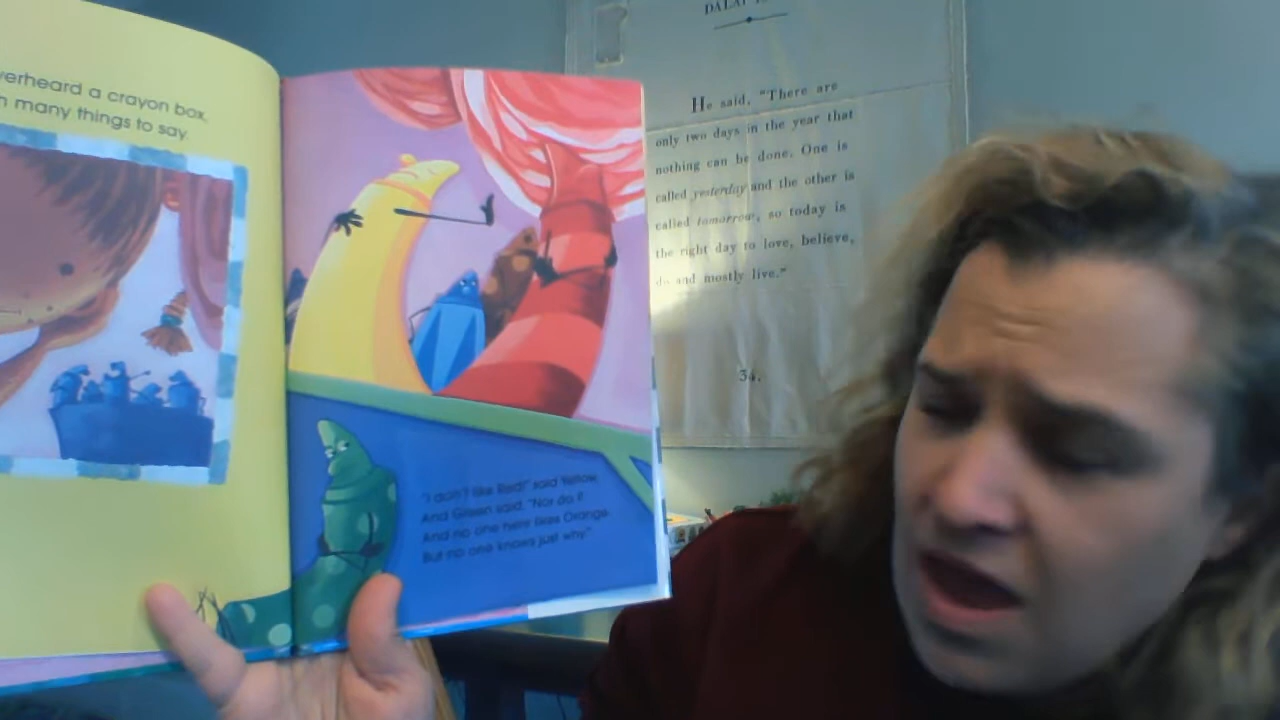 verheard a crayon box,
many things to say.
"I don't like Red!" said Yellow.
And Green said, "Nor do I!
And no one here likes Orange.
But no one knows just why."
DALAI
He said, "There are
only two days in the year that
nothing can be done. One is
called yesterday and the other is
called tomorrow, so today is
the right day to love, believe,
do and mostly live."
34.